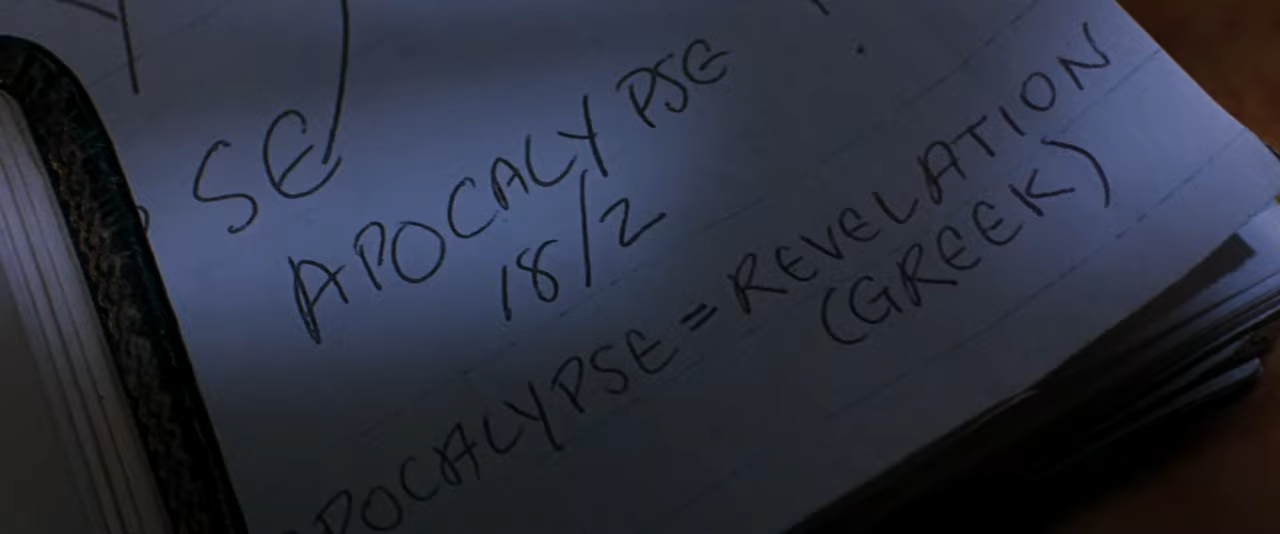 SE
APOCALYPSE
18/2
APOCALYPSE = REVELATION
(GREEK)